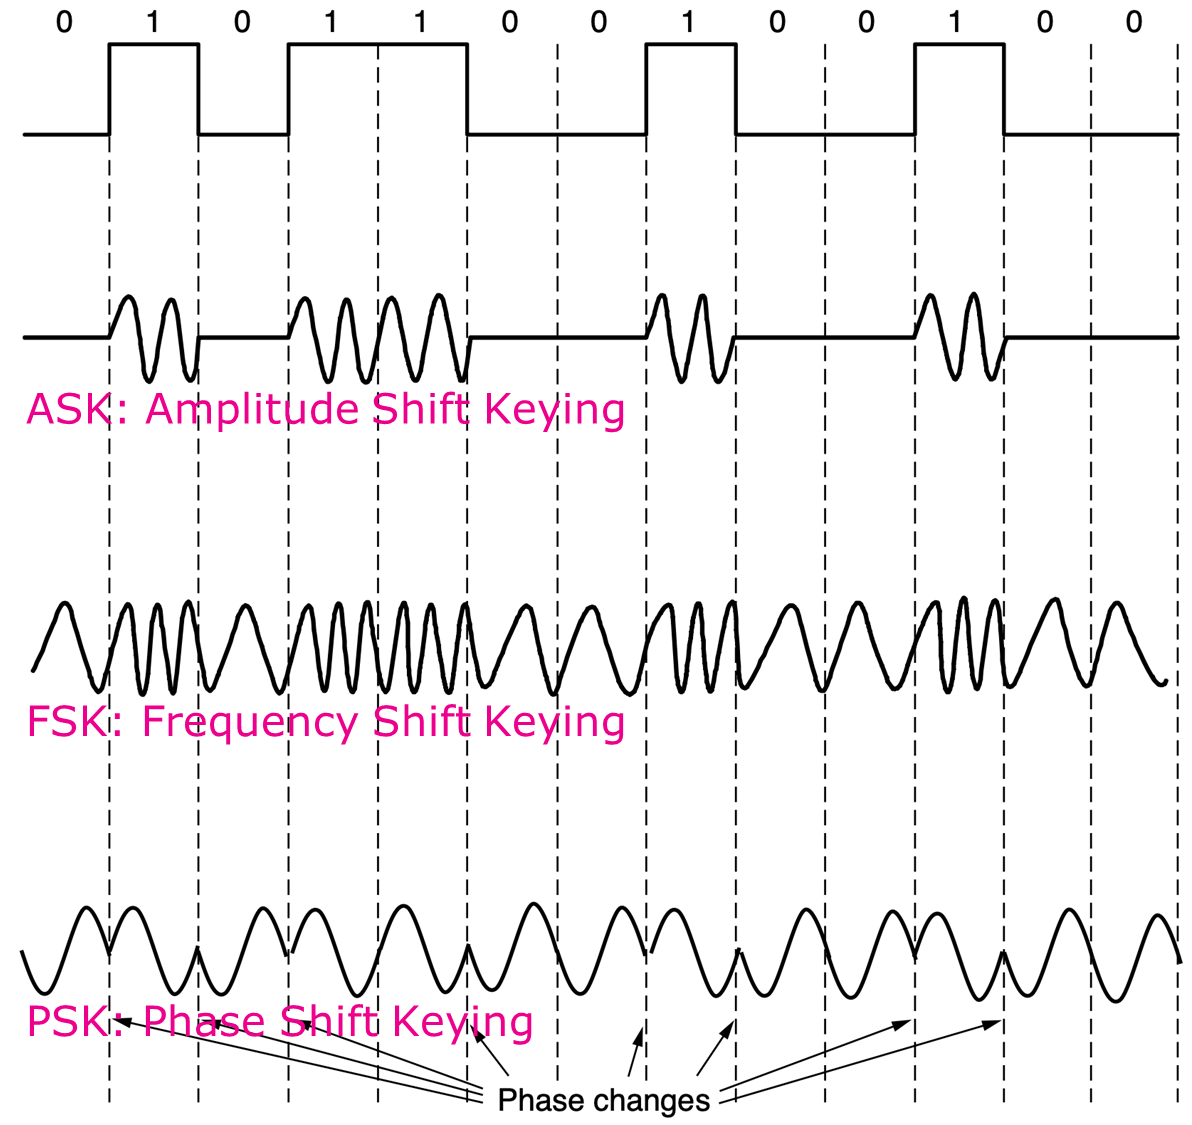 0 1 0 1 1 0 0 1 0 0 1 0 0
ASK: Amplitude Shift Keying
FSK: Frequency Shift Keying
PSK: Phase Shift Keying
Phase changes